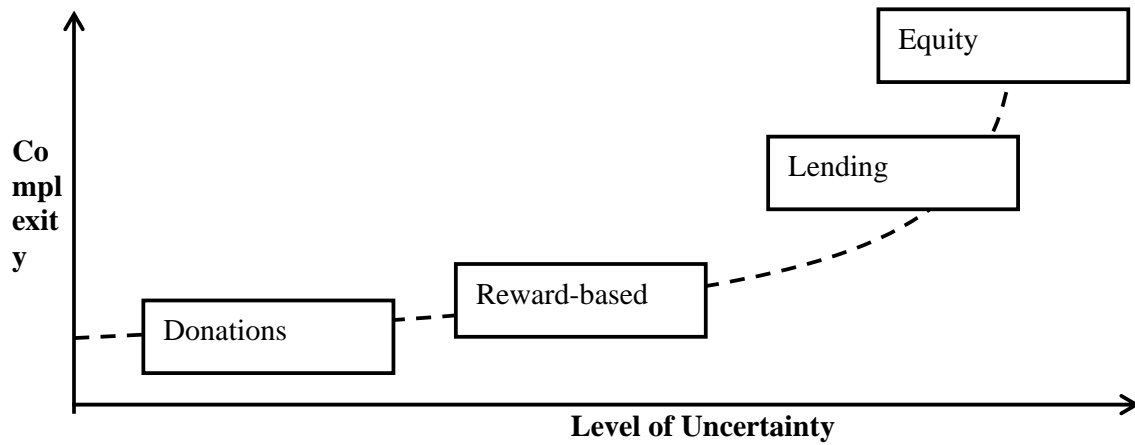 Equity
Co
mpl
exit
y
Lending
Reward-based
Donations
Level of Uncertainty